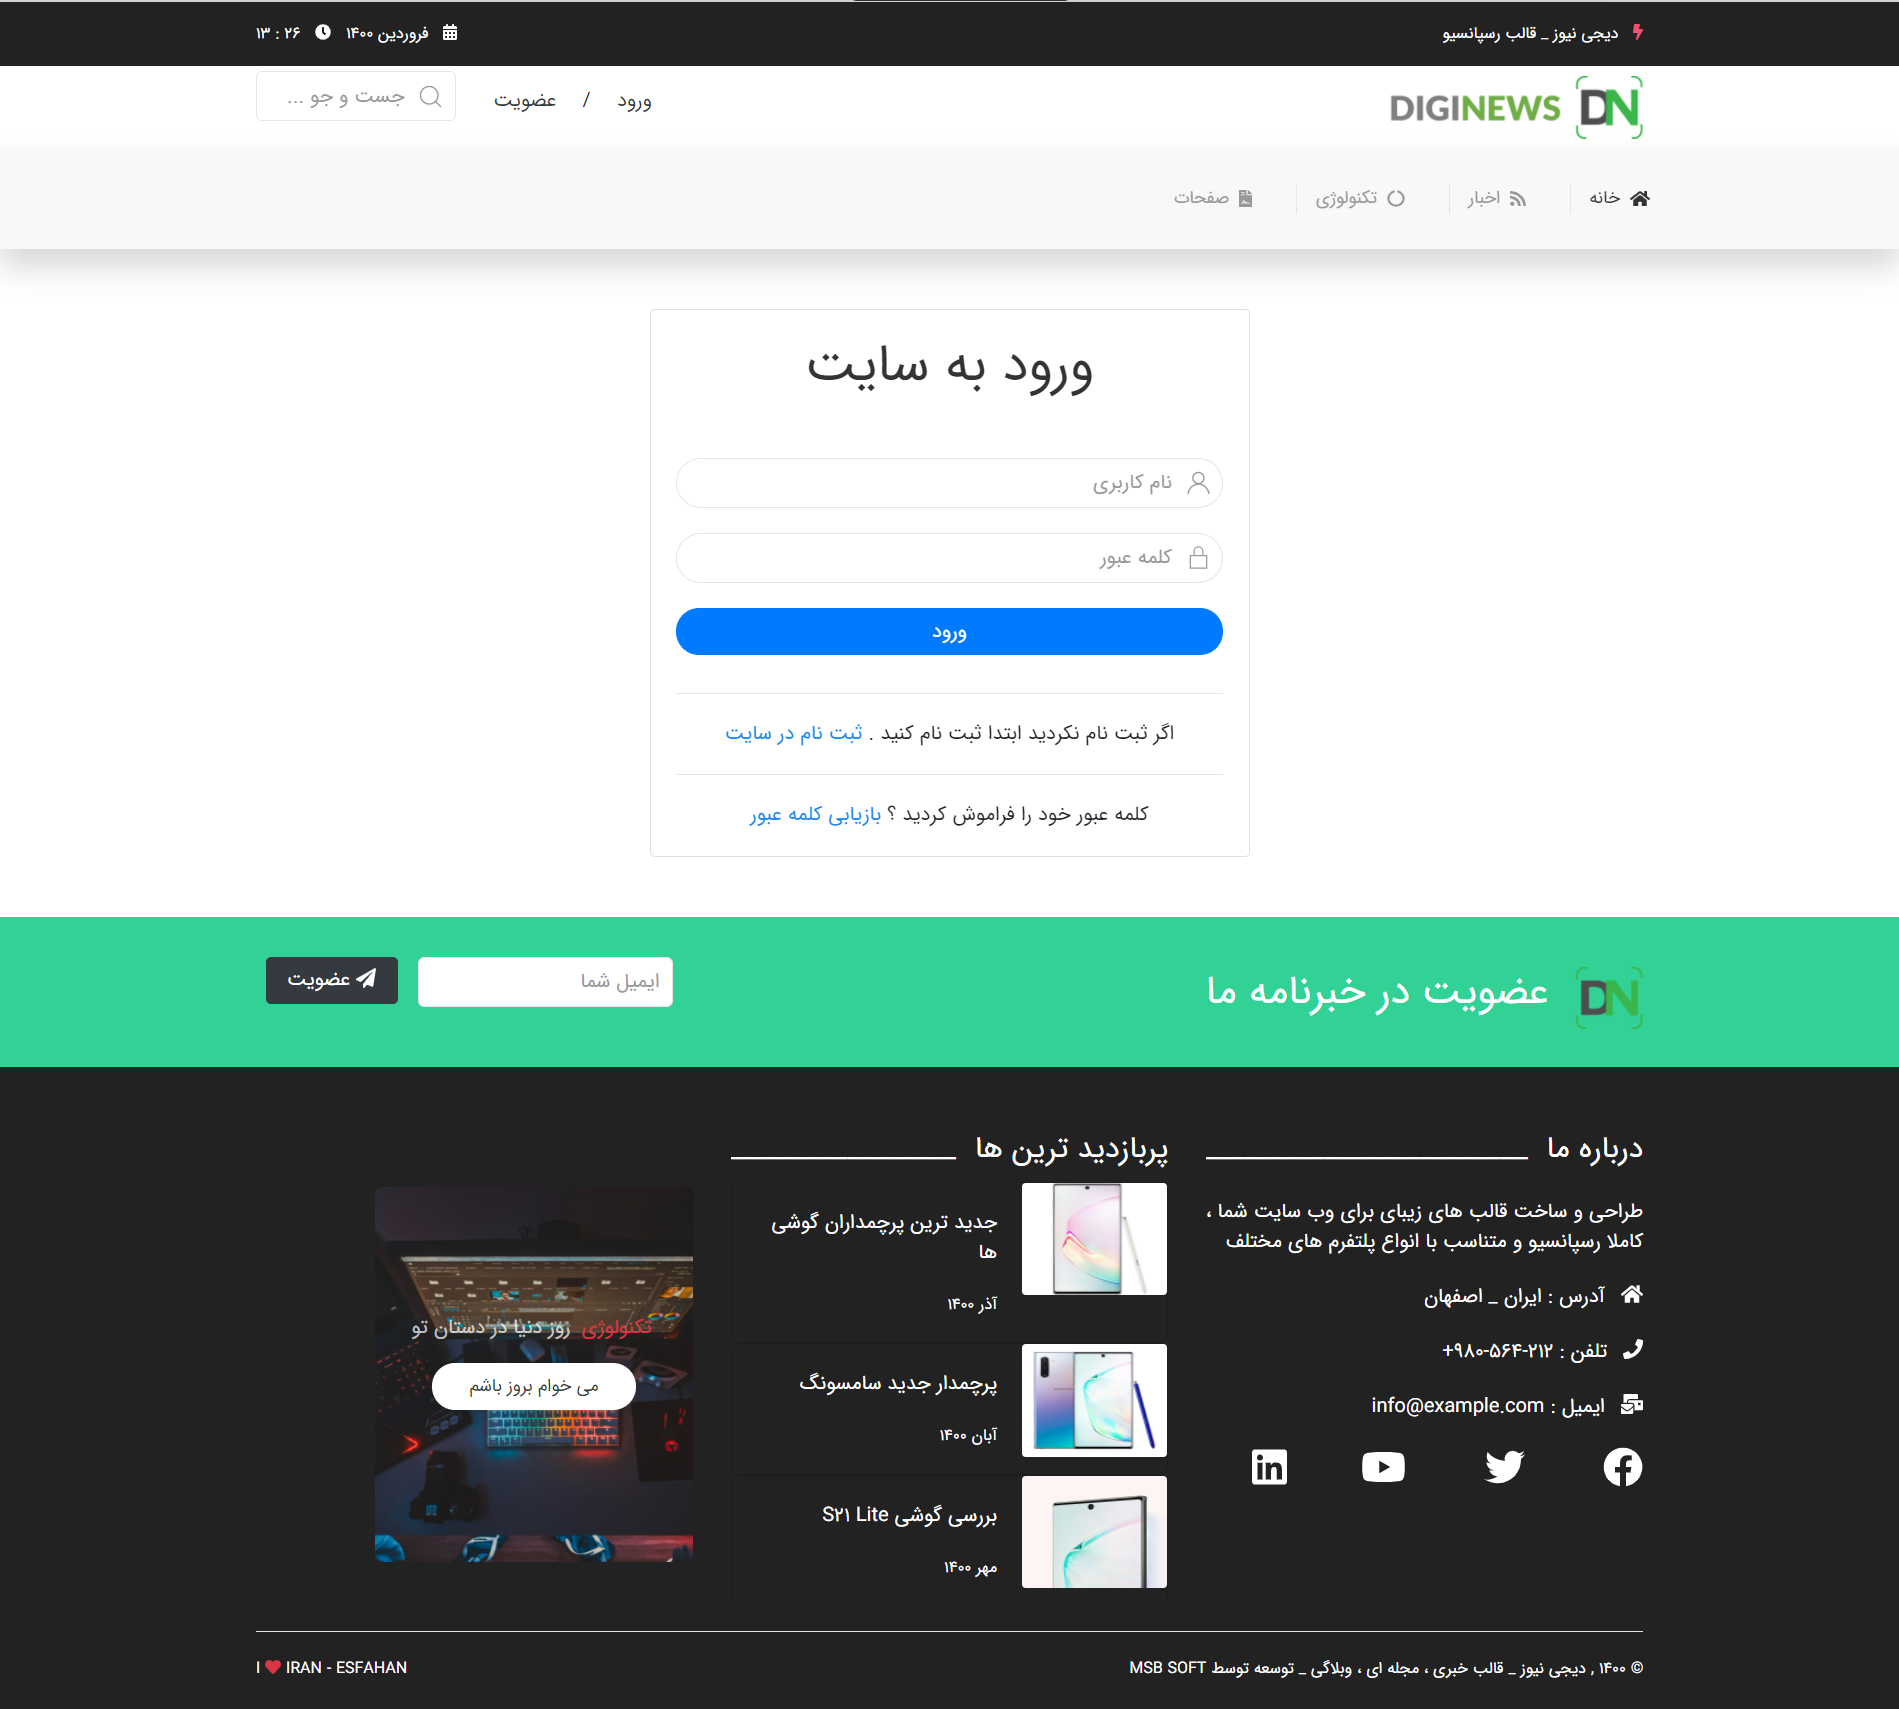 دیجی نیوز _ قالب رسپانسیو
فروردین ۱۴۰۰
۱۳ : ۲۶
DIGINEWS DN
ورود / عضویت
جست و جو ...
خانه
اخبار
تکنولوژی
صفحات
ورود به سایت
نام کاربری
کلمه عبور
ورود
اگر ثبت نام نکردید ابتدا ثبت نام کنید . ثبت نام در سایت
کلمه عبور خود را فراموش کردید ؟ بازیابی کلمه عبور
DN
عضویت در خبرنامه ما
ایمیل شما
عضویت
درباره ما
طراحی و ساخت قالب های زیبای برای وب سایت شما ،
کاملا رسپانسیو و متناسب با انواع پلتفرم های مختلف
آدرس : ایران _ اصفهان
تلفن : ۲۱۲-۵۶۴-۹۸۰+
ایمیل : info@example.com
پربازدید ترین ها
جدید ترین پرچمداران گوشی
ها
آذر ۱۴۰۰
پرچمدار جدید سامسونگ
آبان ۱۴۰۰
بررسی گوشی S۲۱ Lite
مهر ۱۴۰۰
تکنولوژی روز دنیا در دستان تو
می خوام بروز باشم
© ۱۴۰۰ , دیجی نیوز _ قالب خبری ، مجله ای ، وبلاگی _ توسعه توسط MSB SOFT
I ❤ IRAN - ESFAHAN